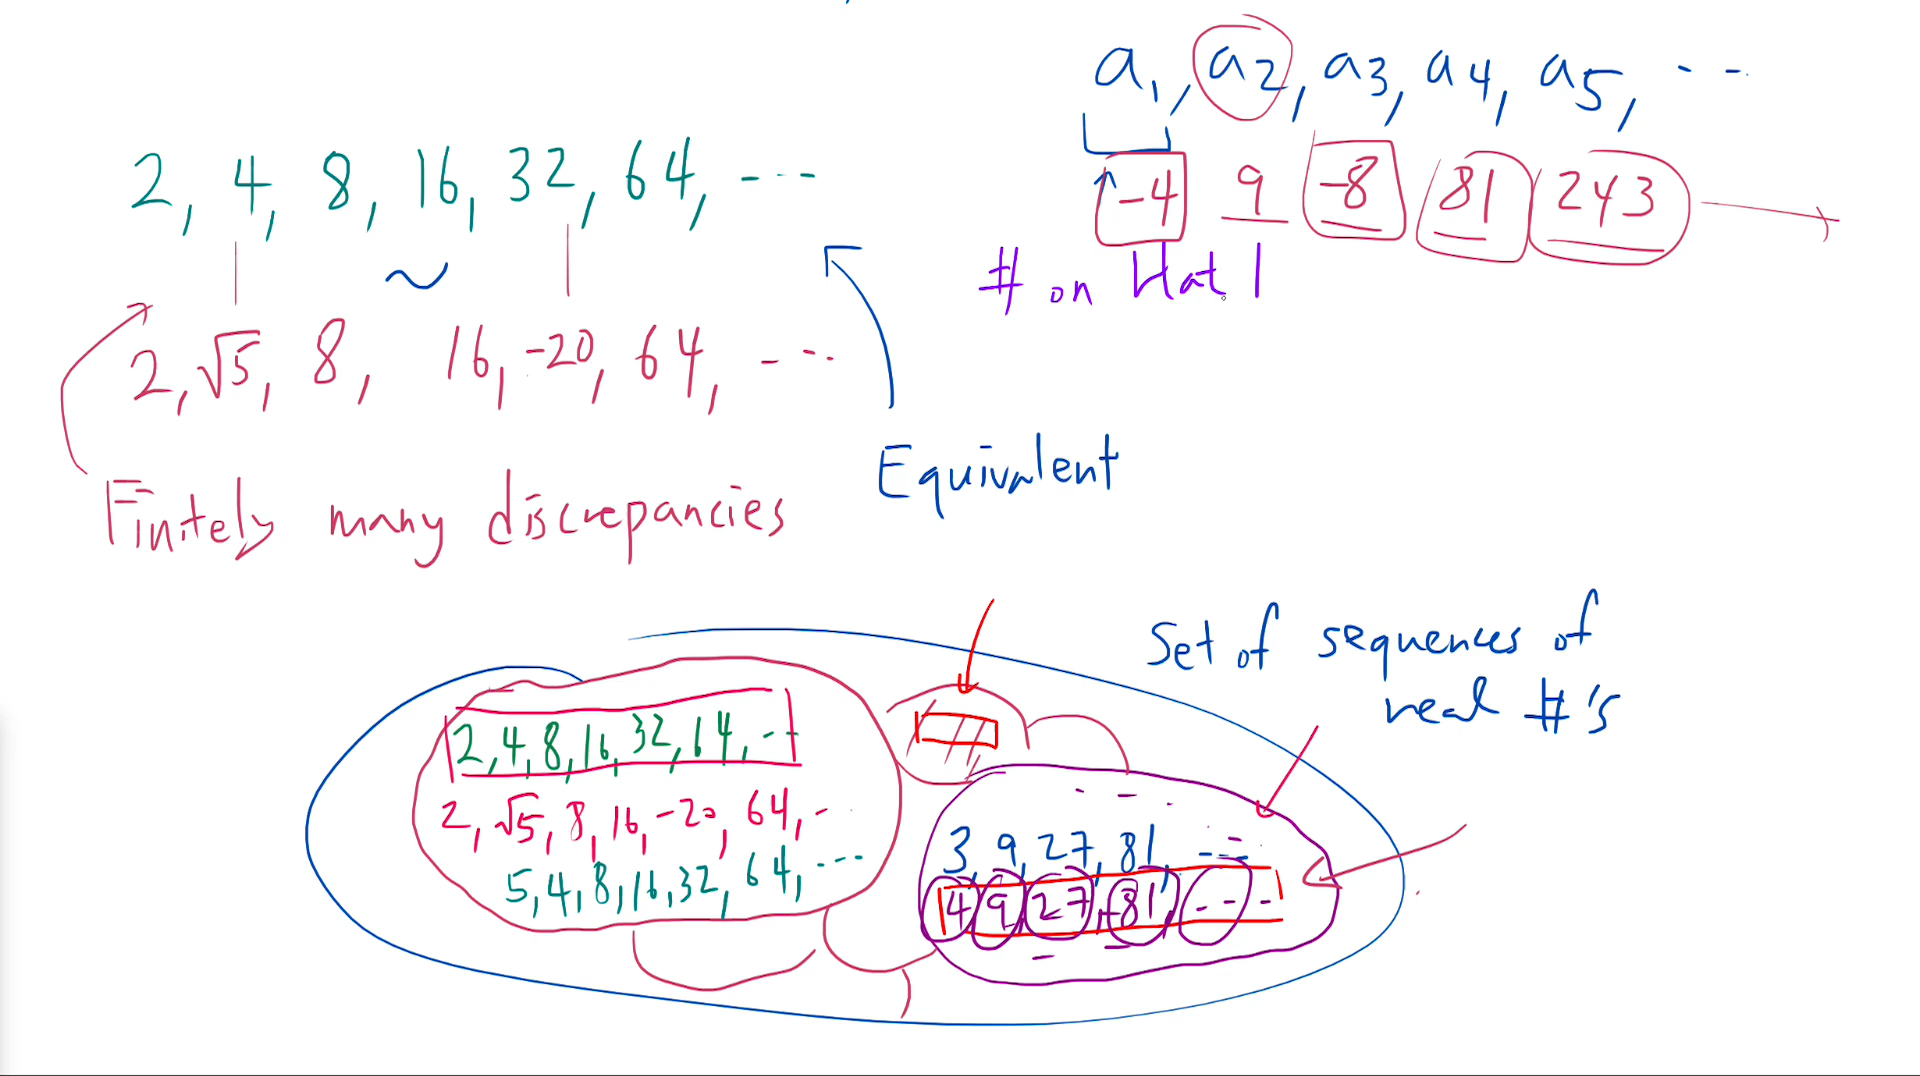 a1, a2, a3, a4, a5, ...
2, 4, 8, 16, 32, 64, ...
-4 9 -8 81 243
~
# on Hat 1
2, √5, 8, 16, -20, 64, ...
Equivalent
Finitely many discrepancies
Set of sequences of
real #'s
2, 4, 8, 16, 32, 64, ...
2, √5, 8, 16, -20, 64, ...
5, 4, 8, 16, 32, 64, ...
3, 9, 27, 81, ...
4, 9, 27, 81, ...